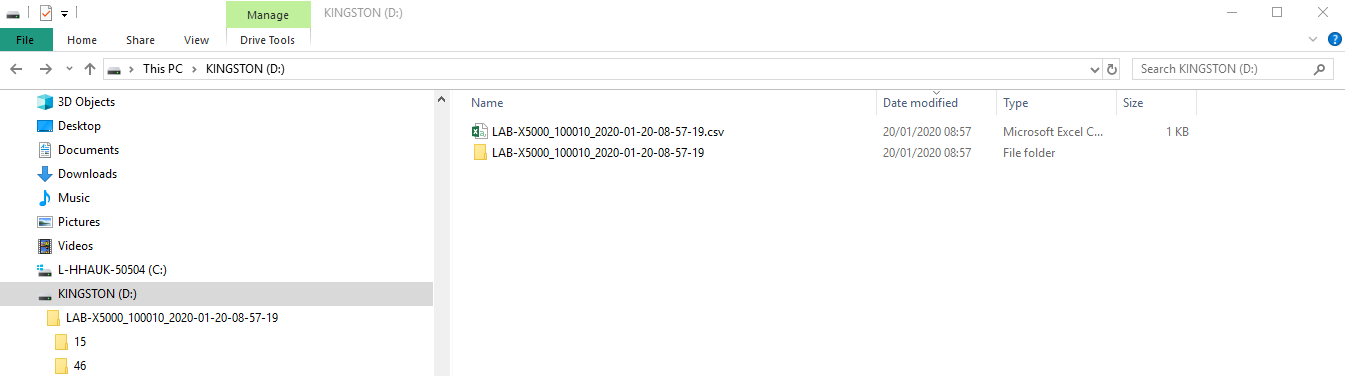 Manage KINGSTON (D:)
File Home Share View Drive Tools
This PC KINGSTON (D:) Search KINGSTON (D:)
Name Date modified Type Size
3D Objects
Desktop
Documents
Downloads
Music
Pictures
Videos
L-HHAUK-50504 (C:)
KINGSTON (D:)
LAB-X5000_100010_2020-01-20-08-57-19
15
46
LAB-X5000_100010_2020-01-20-08-57-19.csv 20/01/2020 08:57 Microsoft Excel C... 1 KB
LAB-X5000_100010_2020-01-20-08-57-19 20/01/2020 08:57 File folder